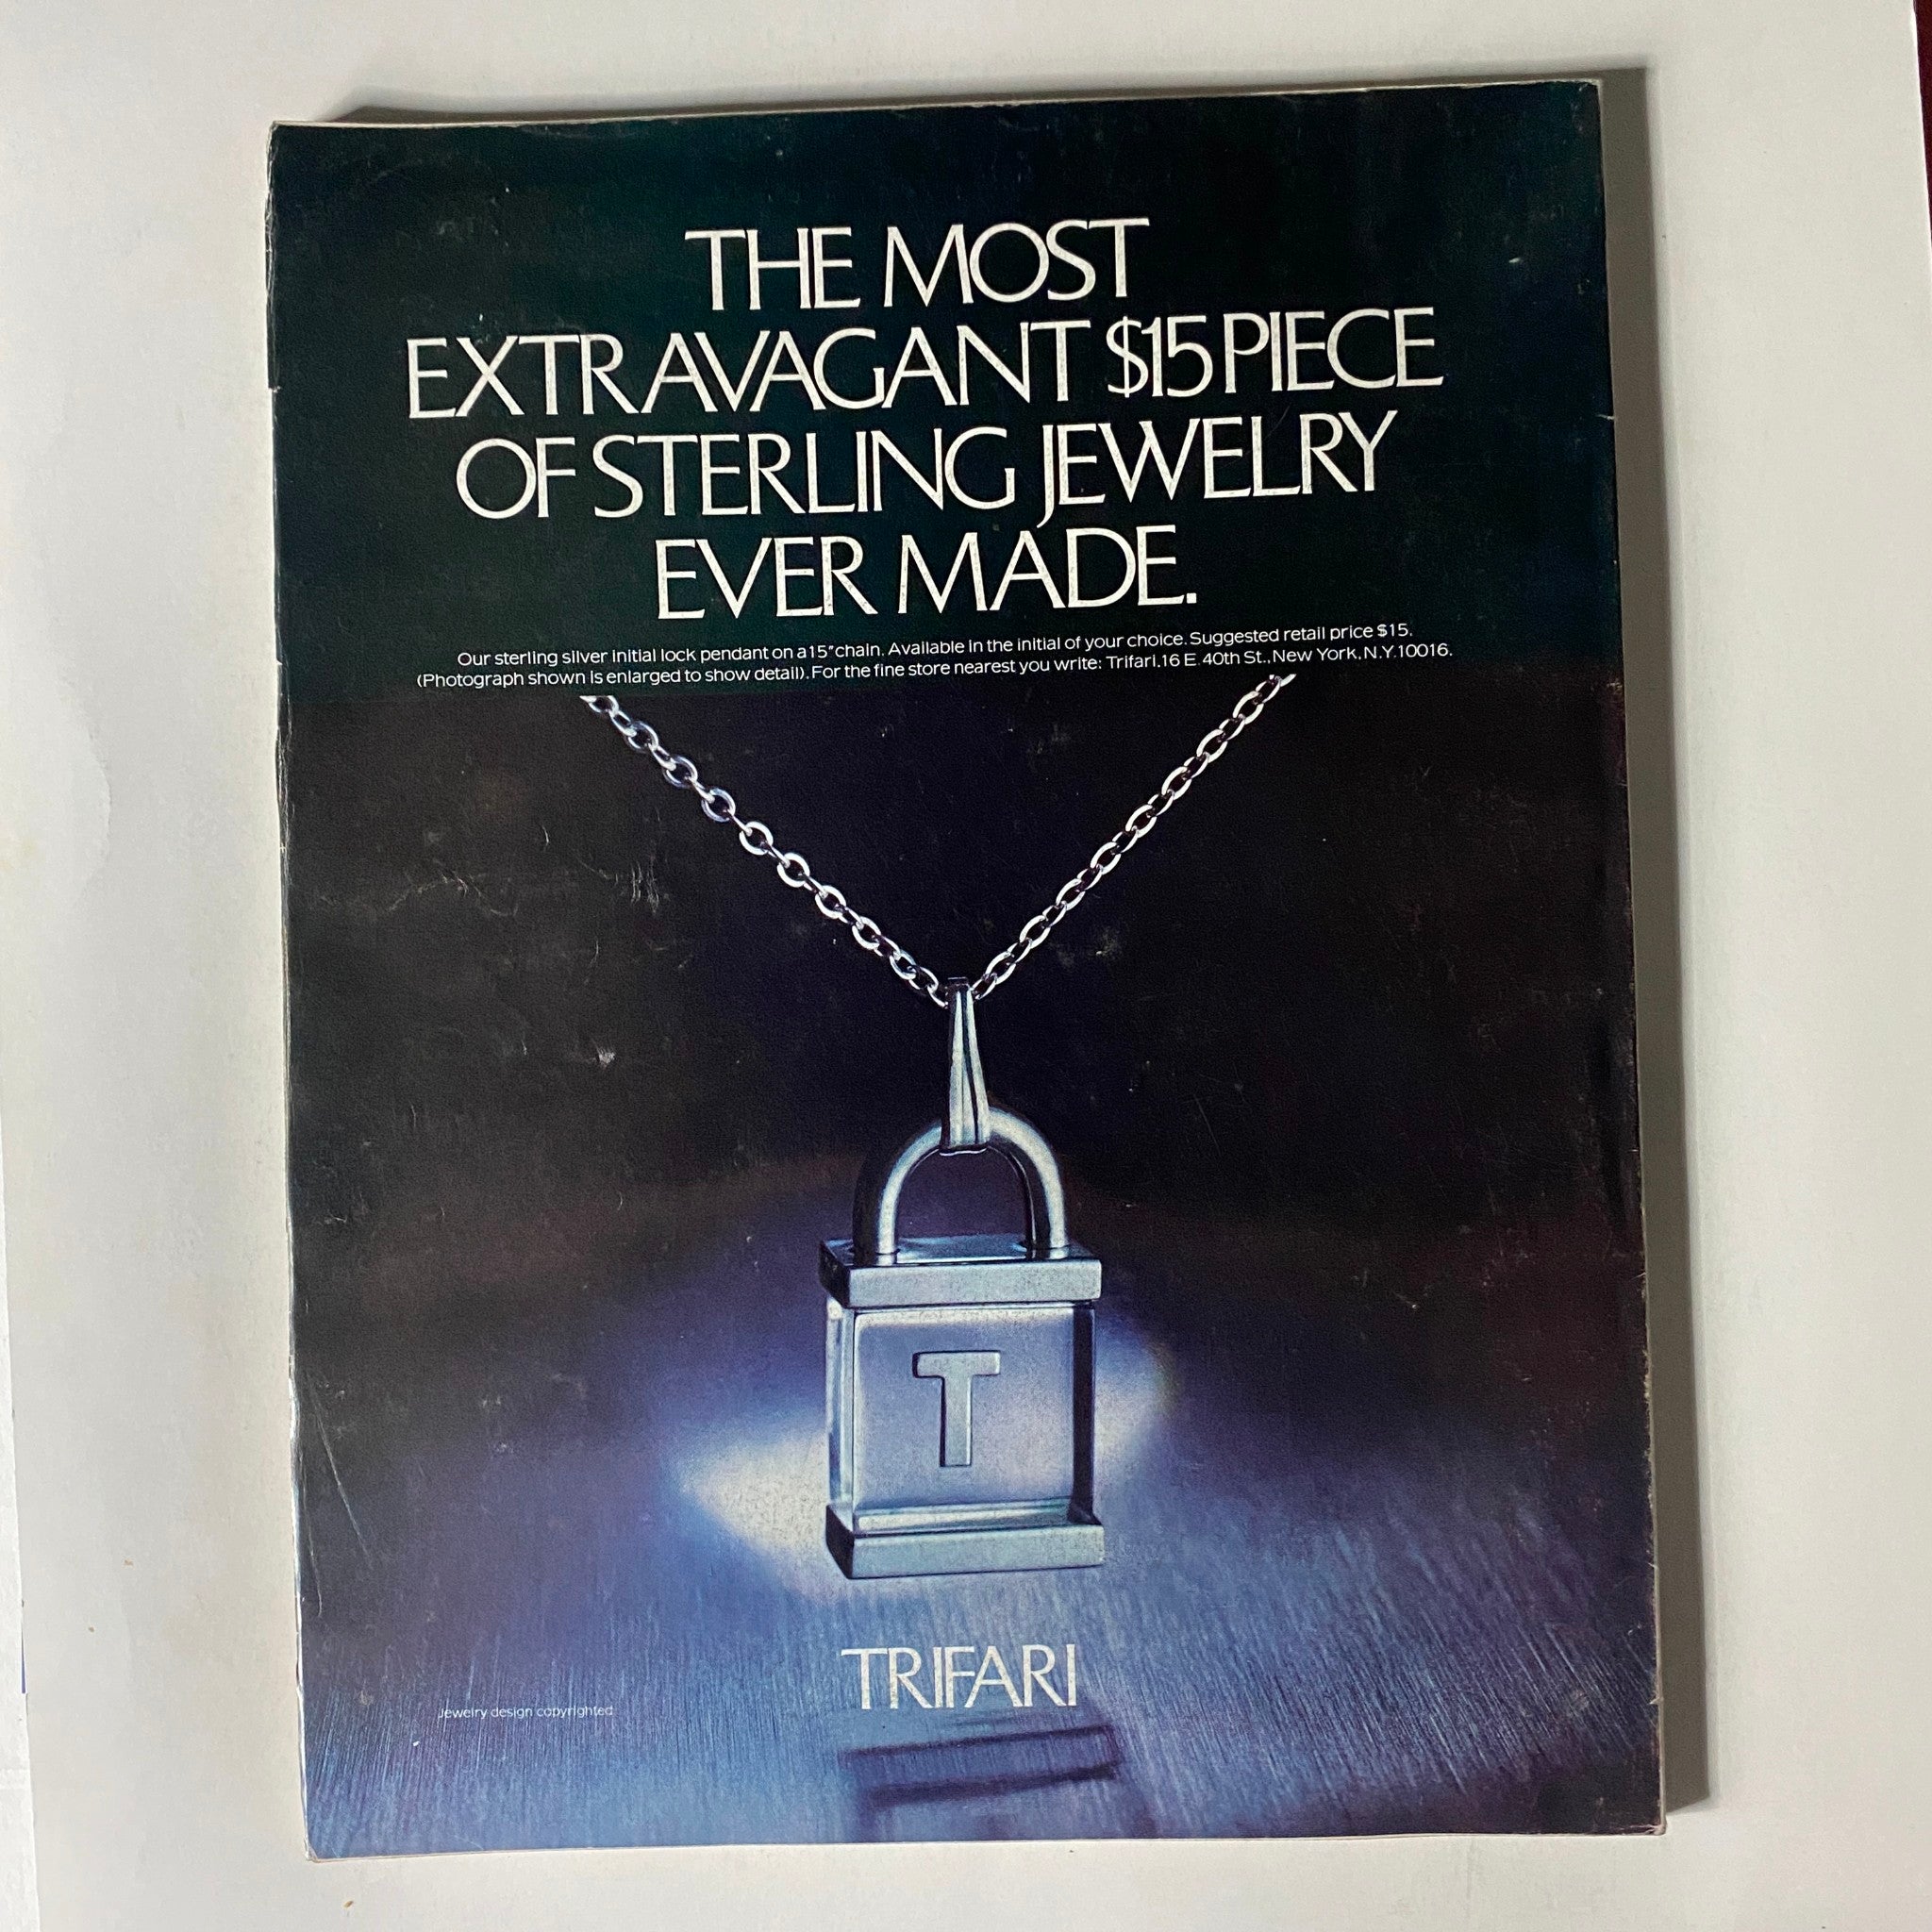 THE MOST
EXTRAVAGANT $15 PIECE
OF STERLING JEWELRY
EVER MADE.
Our sterling silver initial lock pendant on a 15" chain. Available in the initial of your choice. Suggested retail price $15.
(Photograph shown is enlarged to show detail). For the fine store nearest you write: Trifari, 16 E. 40th St., New York, N.Y. 10016.
T
TRIFARI
Jewelry design copyrighted